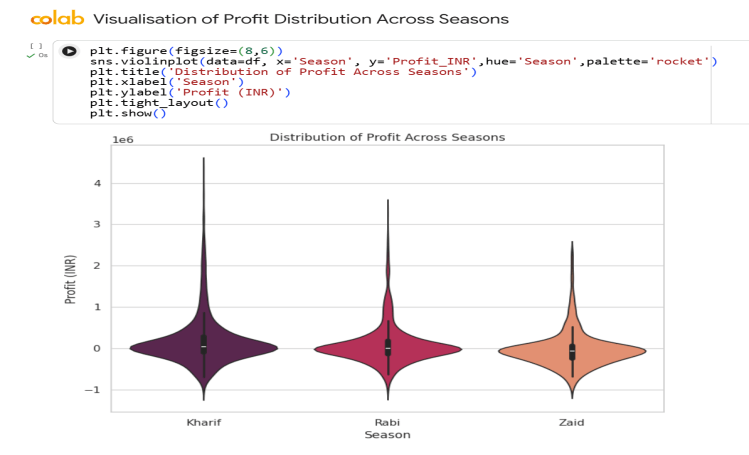 colab Visualisation of Profit Distribution Across Seasons
[ ]
✓ 0s
plt.figure(figsize=(8,6))
sns.violinplot(data=df, x='Season', y='Profit_INR',hue='Season',palette='rocket')
plt.title('Distribution of Profit Across Seasons')
plt.xlabel('Season')
plt.ylabel('Profit (INR)')
plt.tight_layout()
plt.show()
Distribution of Profit Across Seasons
1e6
4
3
2
1
0
−1
Profit (INR)
Kharif Rabi Zaid
Season